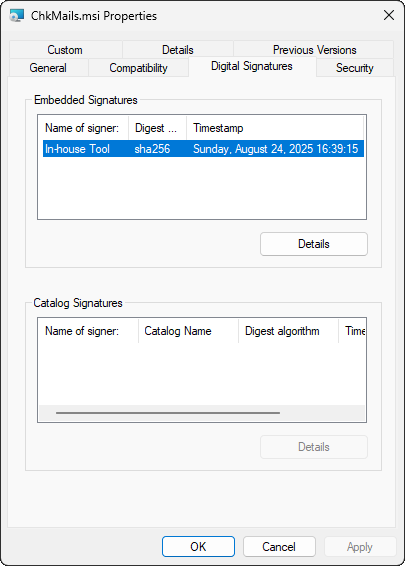 ChkMails.msi Properties
Custom Details Previous Versions
General Compatibility Digital Signatures Security
Embedded Signatures
Name of signer: Digest ... Timestamp
In-house Tool sha256 Sunday, August 24, 2025 16:39:15
Details
Catalog Signatures
Name of signer: Catalog Name Digest algorithm Time
Details
OK Cancel Apply